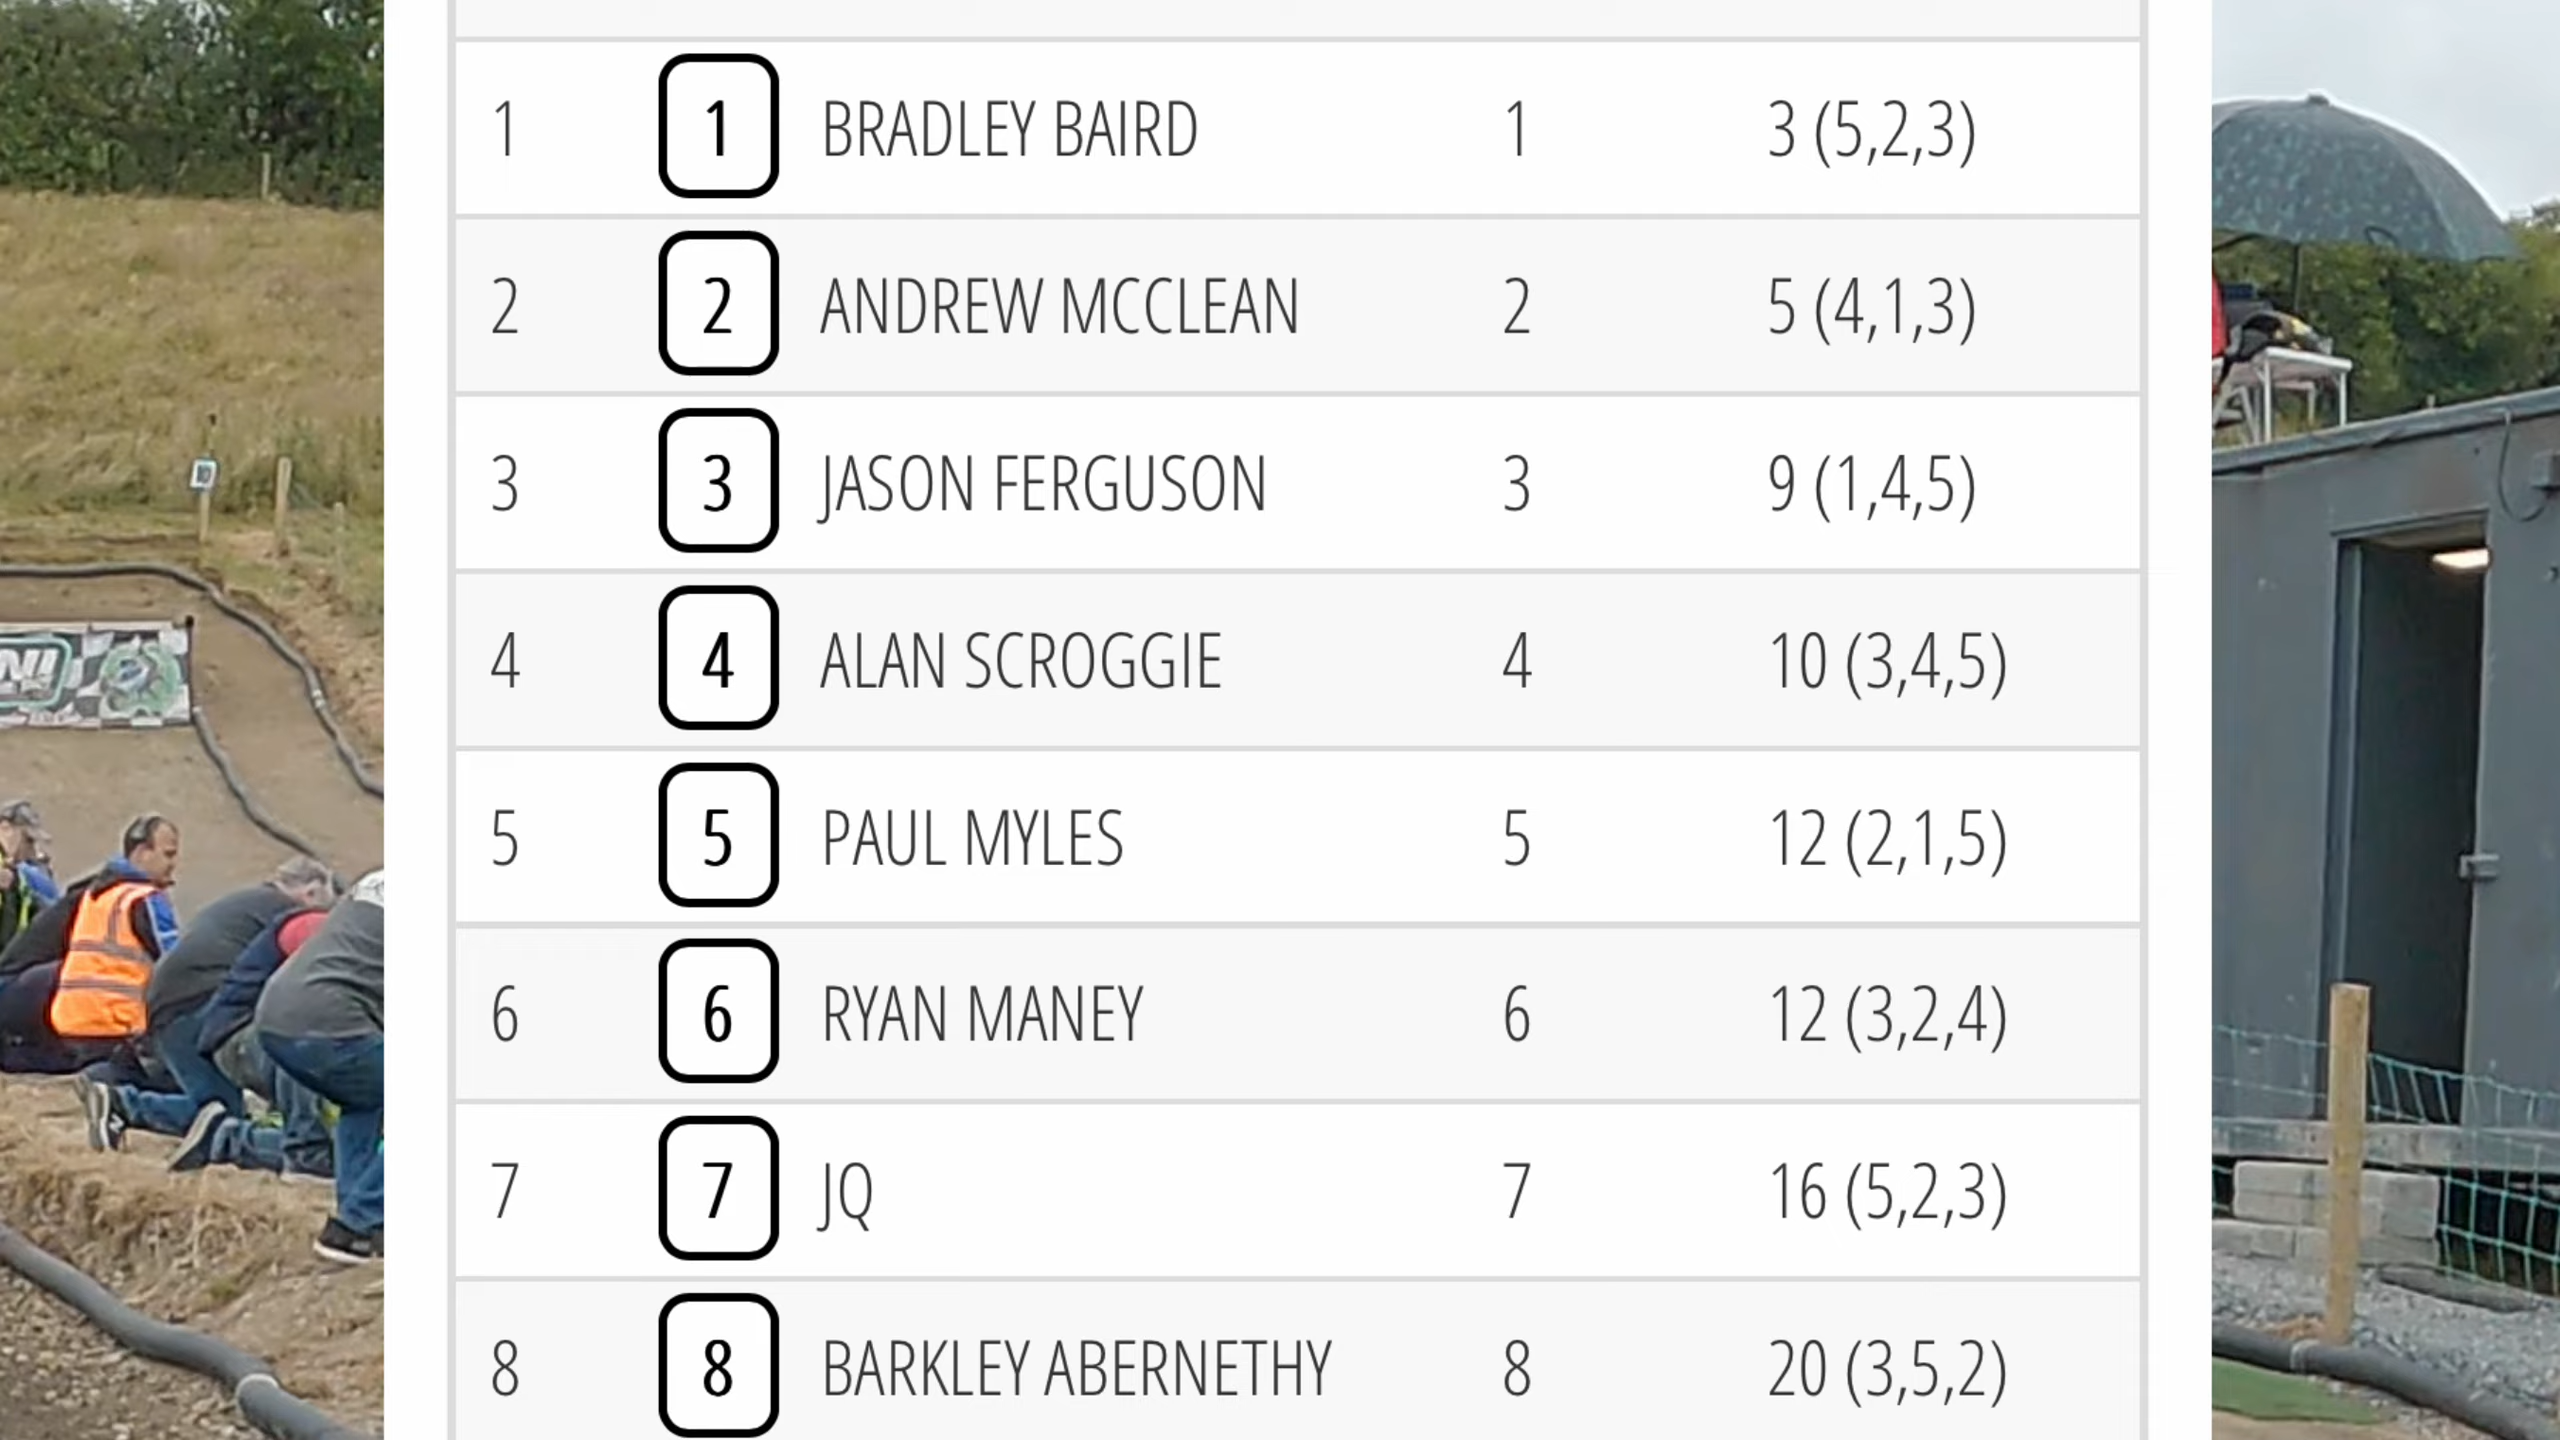 1 1 BRADLEY BAIRD 1 3 (5,2,3)
2 2 ANDREW MCCLEAN 2 5 (4,1,3)
3 3 JASON FERGUSON 3 9 (1,4,5)
4 4 ALAN SCROGGIE 4 10 (3,4,5)
5 5 PAUL MYLES 5 12 (2,1,5)
6 6 RYAN MANEY 6 12 (3,2,4)
7 7 JQ 7 16 (5,2,3)
8 8 BARKLEY ABERNETHY 8 20 (3,5,2)